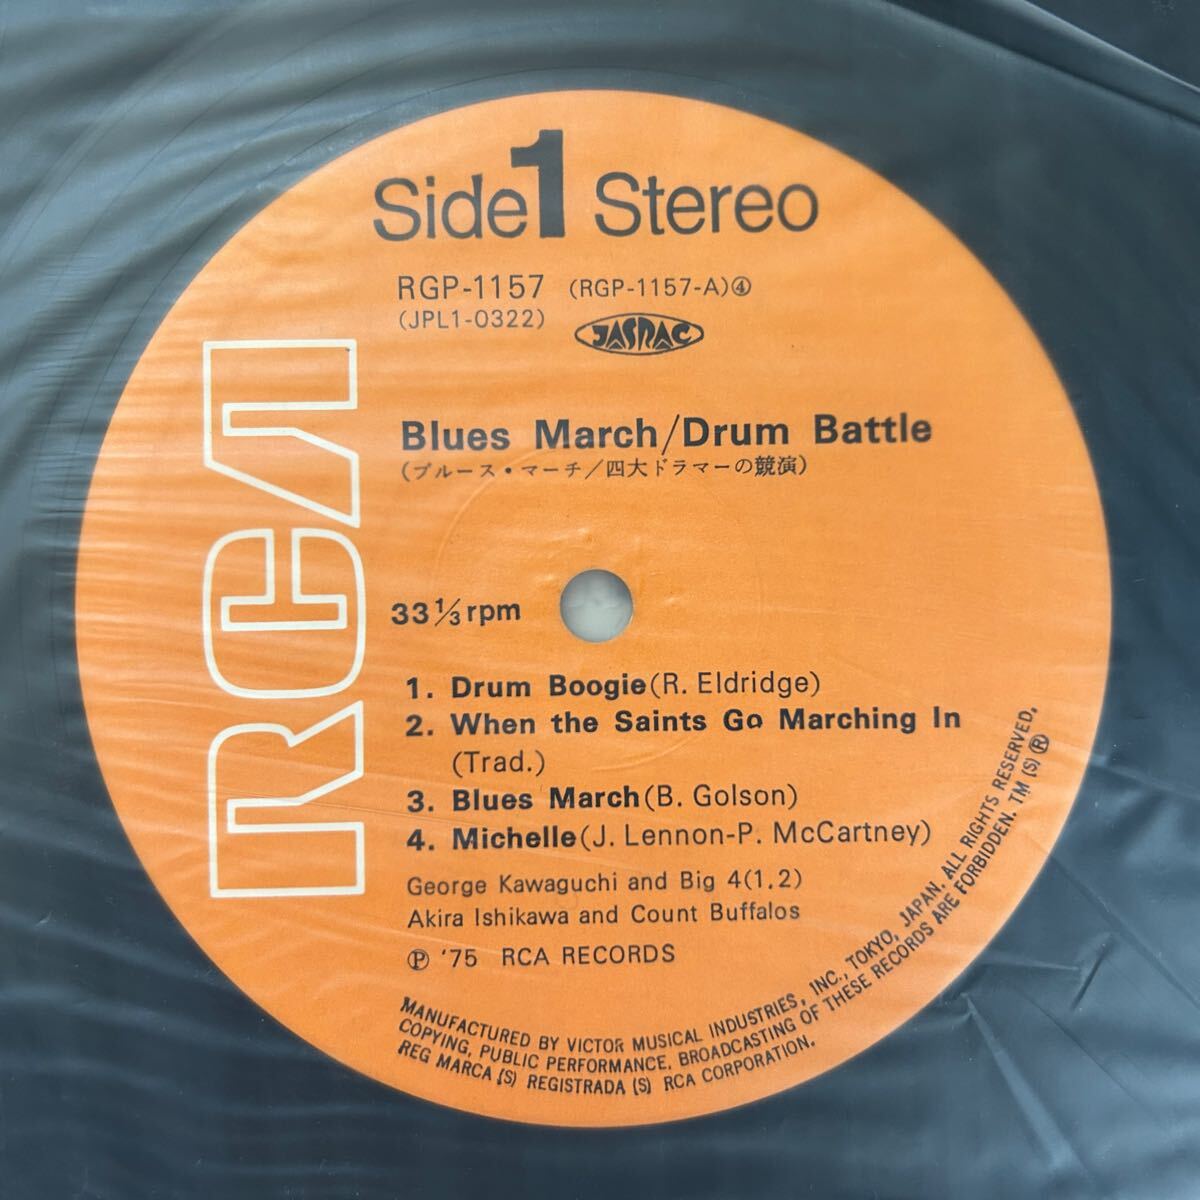 Side 1 Stereo
RGP-1157 (RGP-1157-A)④
(JPL1-0322)
JASRAC
RCA
Blues March/Drum Battle
(ブルース・マーチ/四大ドラマーの競演)
33⅓rpm
1. Drum Boogie(R. Eldridge)
2. When the Saints Go Marching In
(Trad.)
3. Blues March(B. Golson)
4. Michelle(J. Lennon-P. McCartney)
George Kawaguchi and Big 4(1.2)
Akira Ishikawa and Count Buffalos
℗ '75 RCA RECORDS
MANUFACTURED BY VICTOR MUSICAL INDUSTRIES, INC., TOKYO, JAPAN. ALL RIGHTS RESERVED.
COPYING, PUBLIC PERFORMANCE, BROADCASTING OF THESE RECORDS ARE FORBIDDEN. TM (S) ®
REG MARCA (S) REGISTRADA (S) RCA CORPORATION.